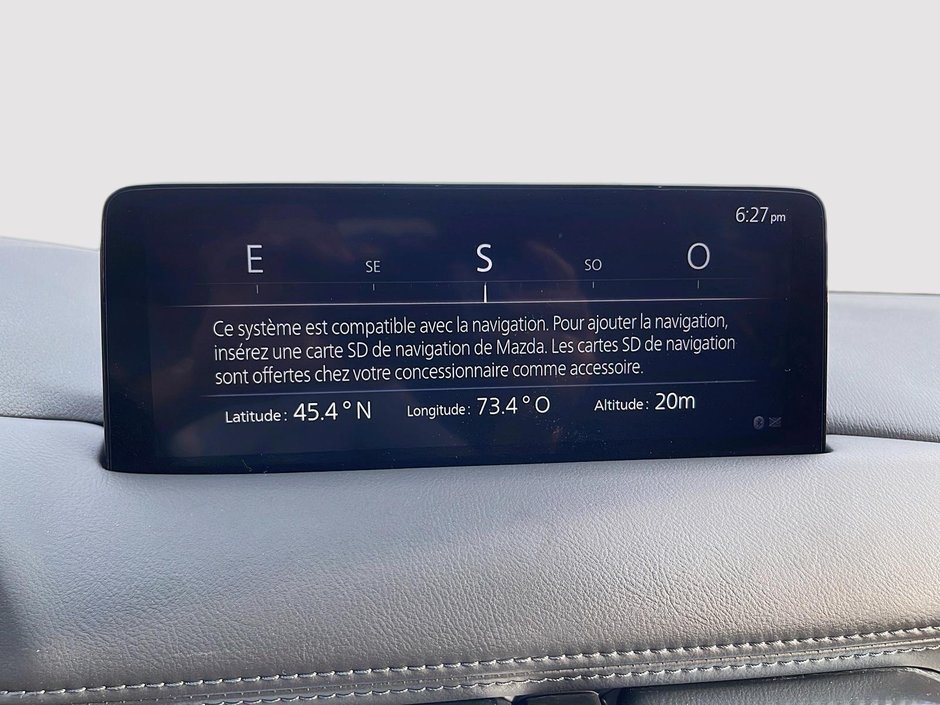 6:27 pm
E SE S SO O
Ce système est compatible avec la navigation. Pour ajouter la navigation,
insérez une carte SD de navigation de Mazda. Les cartes SD de navigation
sont offertes chez votre concessionnaire comme accessoire.
Latitude : 45.4 ° N Longitude : 73.4 ° O Altitude : 20m